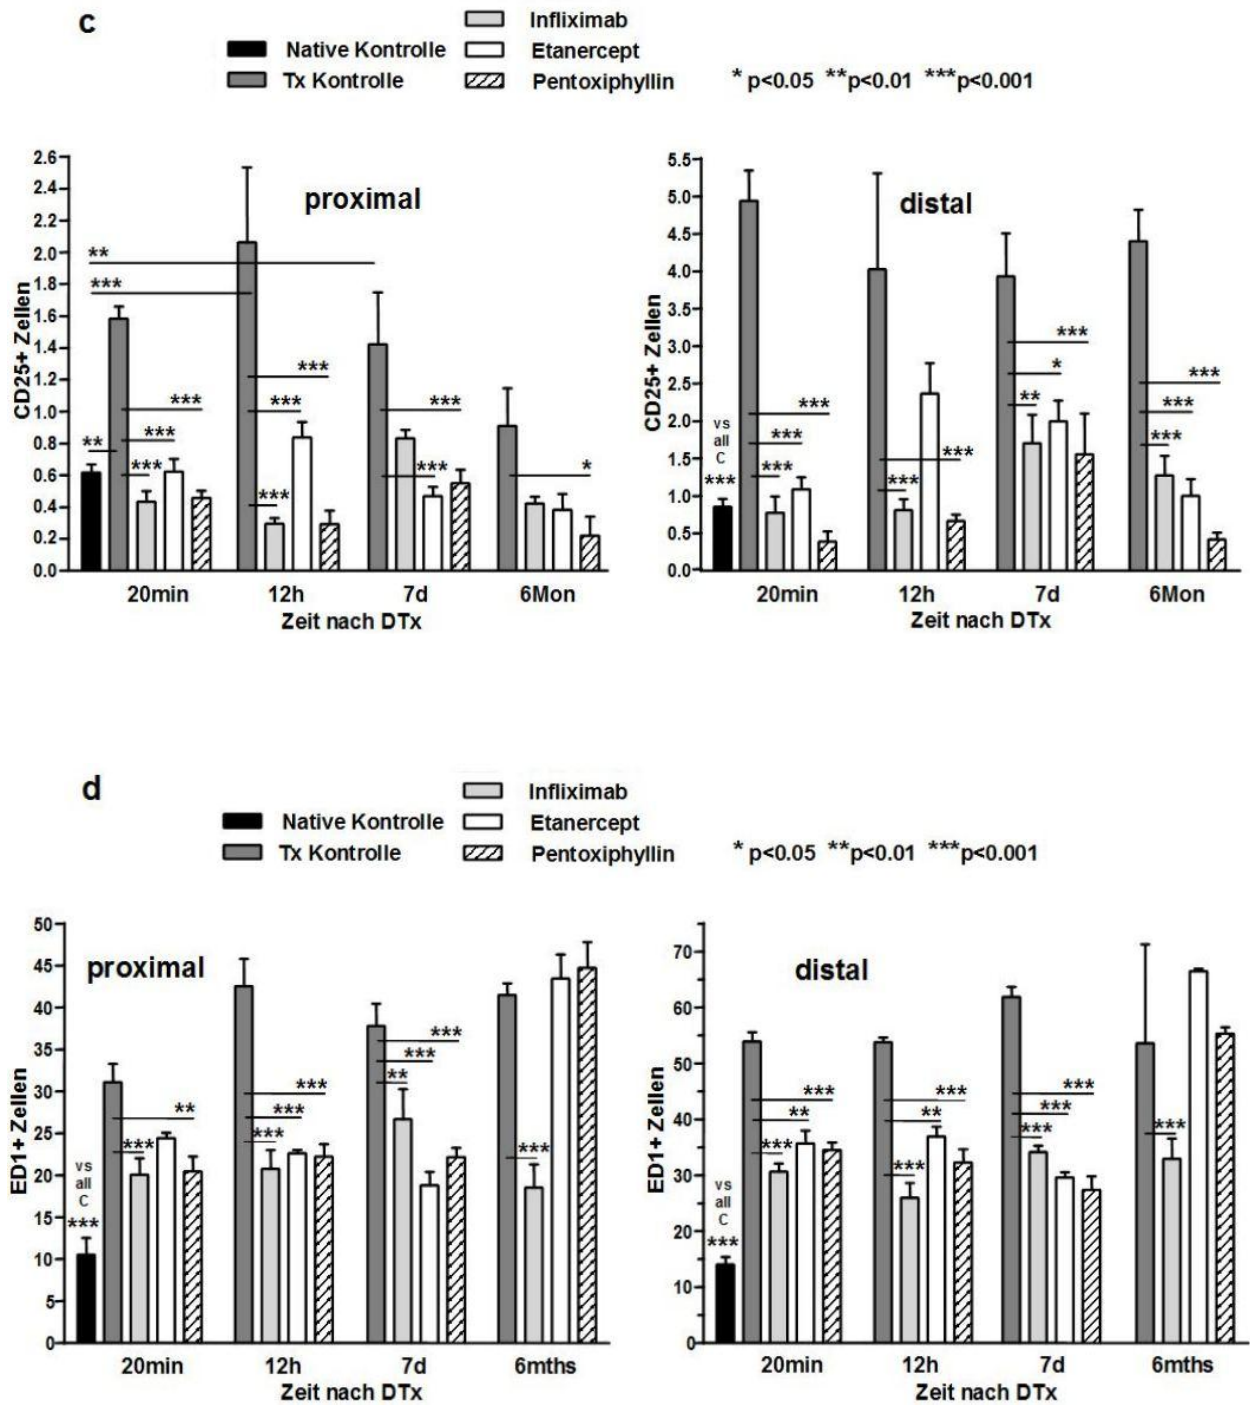 c
Infliximab
Native Kontrolle Etanercept
Tx Kontrolle Pentoxiphyllin * p<0.05 **p<0.01 ***p<0.001
proximal
CD25+ Zellen
2.6
2.4
2.2
2.0
1.8
1.6
1.4
1.2
1.0
0.8
0.6
0.4
0.2
0.0
**
***
**
***
***
***
***
***
***
***
***
*
20min 12h 7d 6Mon
Zeit nach DTx
distal
CD25+ Zellen
5.5
5.0
4.5
4.0
3.5
3.0
2.5
2.0
1.5
1.0
0.5
0.0
vs
all
C
***
***
***
***
***
***
***
*
**
***
***
***
20min 12h 7d 6Mon
Zeit nach DTx
d
Infliximab
Native Kontrolle Etanercept
Tx Kontrolle Pentoxiphyllin * p<0.05 **p<0.01 ***p<0.001
proximal
ED1+ Zellen
50
45
40
35
30
25
20
15
10
5
0
vs
all
C
***
**
***
***
***
***
***
***
**
***
20min 12h 7d 6mths
Zeit nach DTx
distal
ED1+ Zellen
70
60
50
40
30
20
10
0
vs
all
C
***
***
**
***
***
**
***
***
***
***
***
20min 12h 7d 6mths
Zeit nach DTx